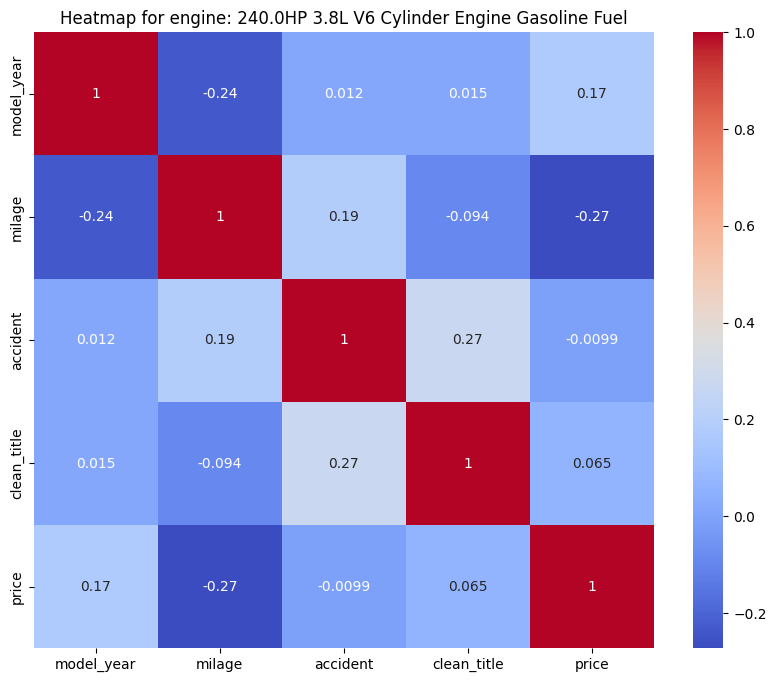 Heatmap for engine: 240.0HP 3.8L V6 Cylinder Engine Gasoline Fuel
model_year
1
-0.24
0.012
0.015
0.17
milage
-0.24
1
0.19
-0.094
-0.27
accident
0.012
0.19
1
0.27
-0.0099
clean_title
0.015
-0.094
0.27
1
0.065
price
0.17
-0.27
-0.0099
0.065
1
model_year
milage
accident
clean_title
price
1.0
0.8
0.6
0.4
0.2
0.0
−0.2